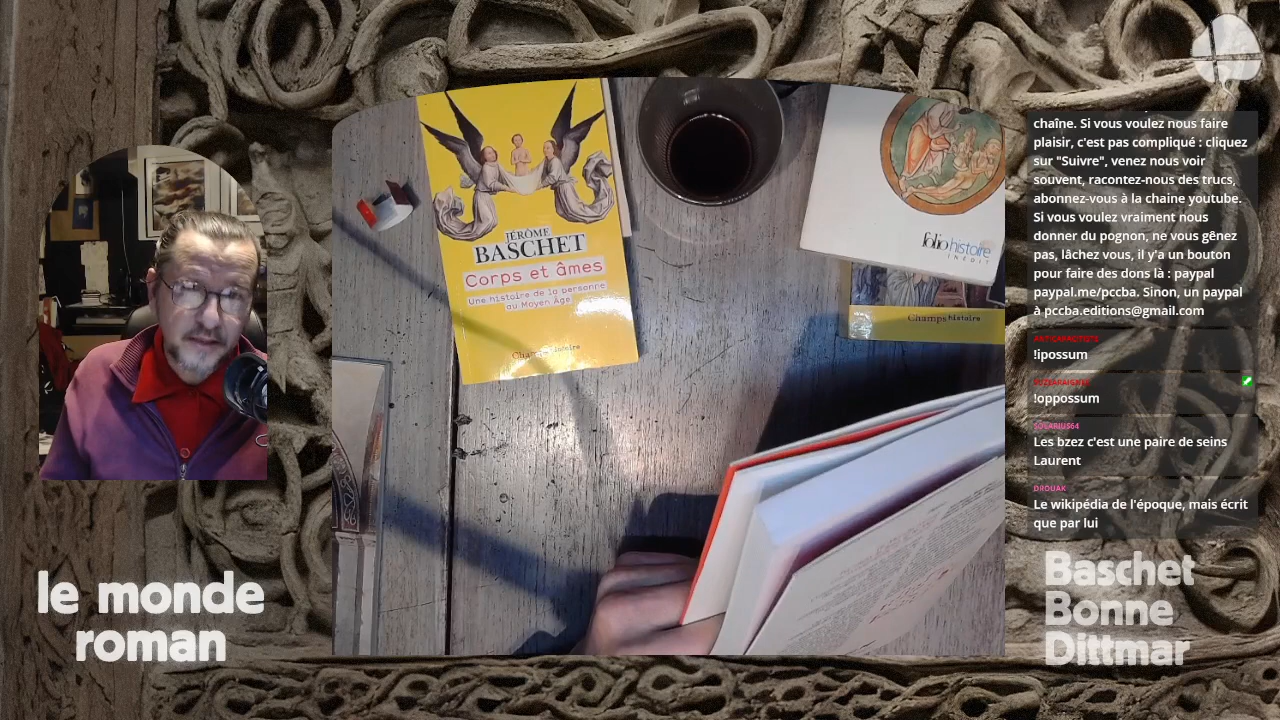 le monde
roman
JÉRÔME
BASCHET
Corps et âmes
Une histoire de la personne
au Moyen Âge
Champs histoire
folio histoire
INÉDIT
Champs histoire
chaîne. Si vous voulez nous faire
plaisir, c'est pas compliqué : cliquez
sur "Suivre", venez nous voir
souvent, racontez-nous des trucs,
abonnez-vous à la chaine youtube.
Si vous voulez vraiment nous
donner du pognon, ne vous gênez
pas, lâchez vous, il y'a un bouton
pour faire des dons là : paypal
paypal.me/pccba. Sinon, un paypal
à pccba.editions@gmail.com
!ipossum
!oppossum
SOLARIUS64
Les bzez c'est une paire de seins
Laurent
DROUAK
Le wikipédia de l'époque, mais écrit
que par lui
Baschet
Bonne
Dittmar